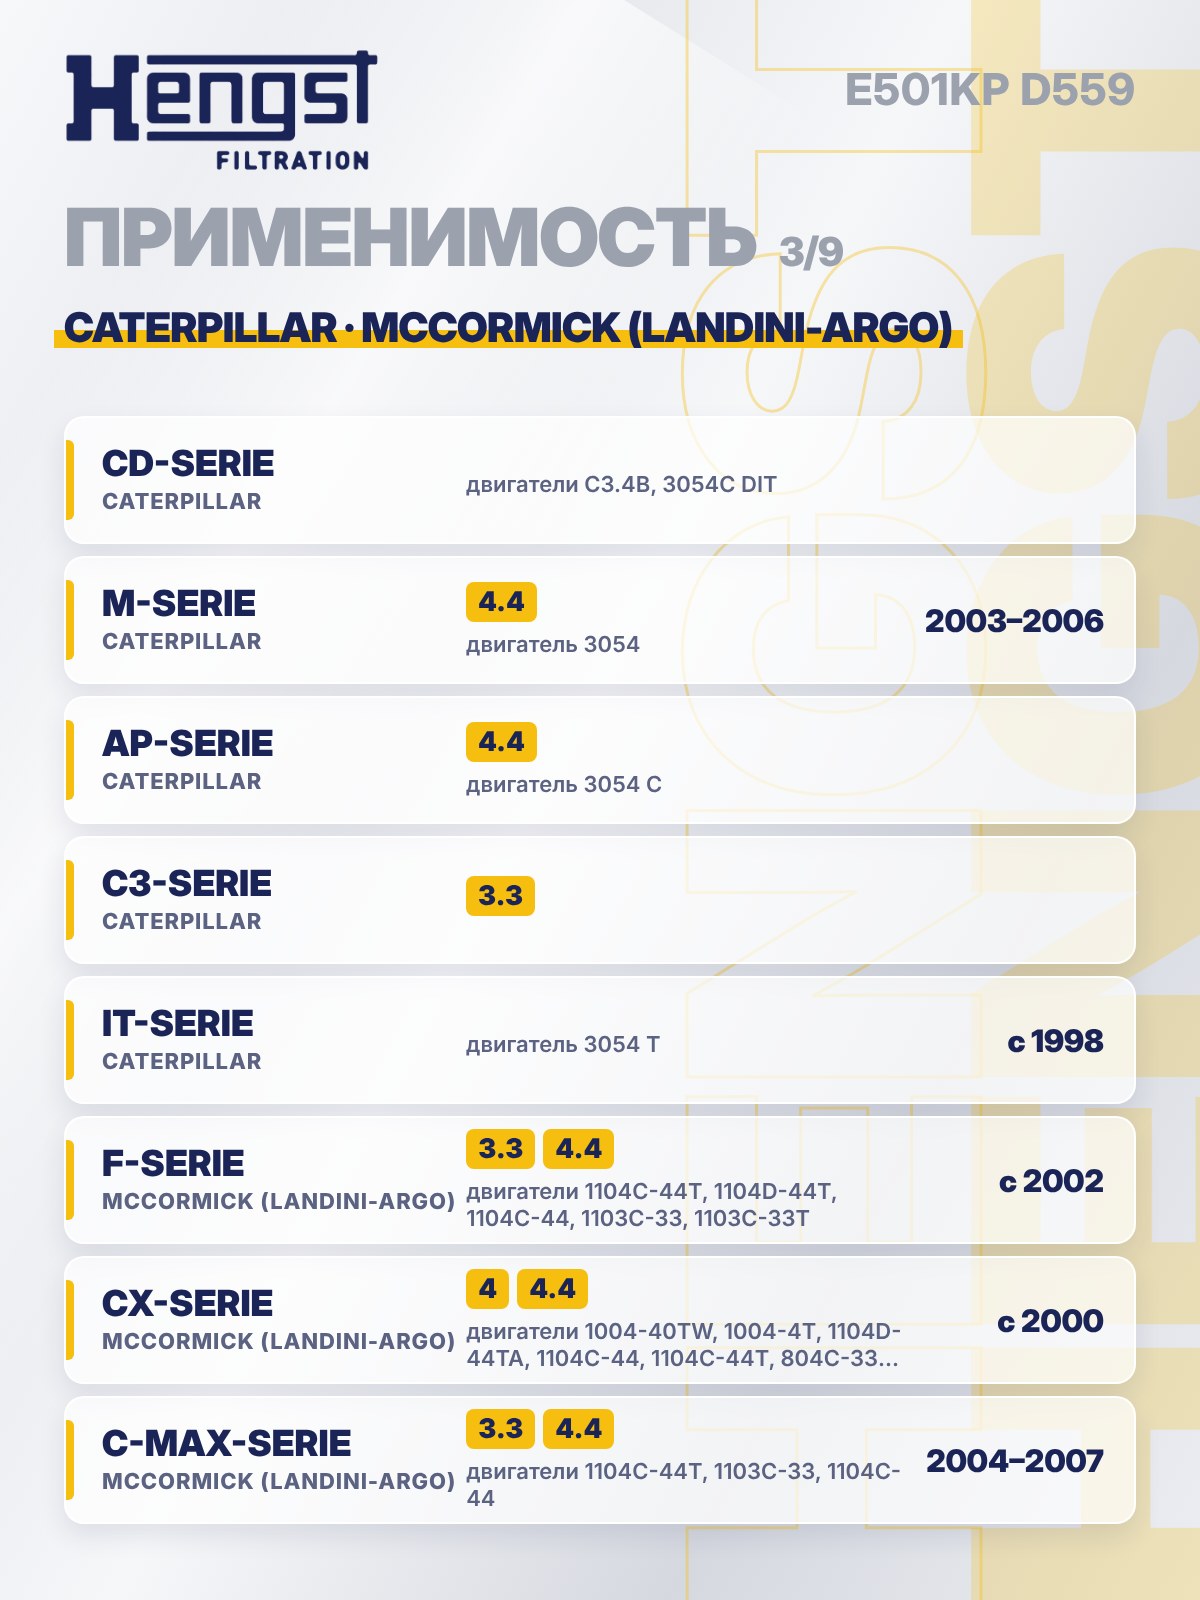 Hengst
FILTRATION
E501KP D559
ПРИМЕНИМОСТЬ 3/9
CATERPILLAR · MCCORMICK (LANDINI-ARGO)
CD-SERIE
CATERPILLAR
двигатели C3.4B, 3054C DIT
M-SERIE
CATERPILLAR
4.4
двигатель 3054
2003–2006
AP-SERIE
CATERPILLAR
4.4
двигатель 3054 C
C3-SERIE
CATERPILLAR
3.3
IT-SERIE
CATERPILLAR
двигатель 3054 T
с 1998
F-SERIE
MCCORMICK (LANDINI-ARGO)
3.3 4.4
двигатели 1104C-44T, 1104D-44T,
1104C-44, 1103C-33, 1103C-33T
с 2002
CX-SERIE
MCCORMICK (LANDINI-ARGO)
4 4.4
двигатели 1004-40TW, 1004-4T, 1104D-
44TA, 1104C-44, 1104C-44T, 804C-33...
с 2000
C-MAX-SERIE
MCCORMICK (LANDINI-ARGO)
3.3 4.4
двигатели 1104C-44T, 1103C-33, 1104C-
44
2004–2007
HENGST
HENGST